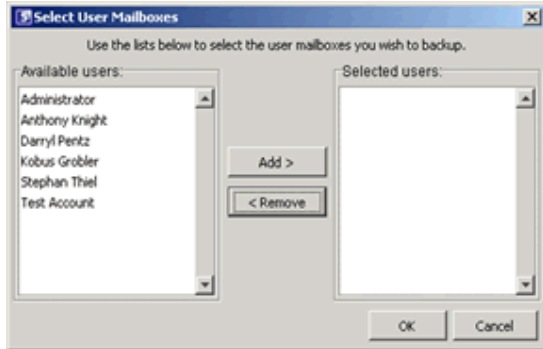 Select User Mailboxes
Use the lists below to select the user mailboxes you wish to backup.
Available users:
Administrator
Anthony Knight
Darryl Pentz
Kobus Grobler
Stephan Thiel
Test Account
Add >
< Remove
Selected users:
OK
Cancel